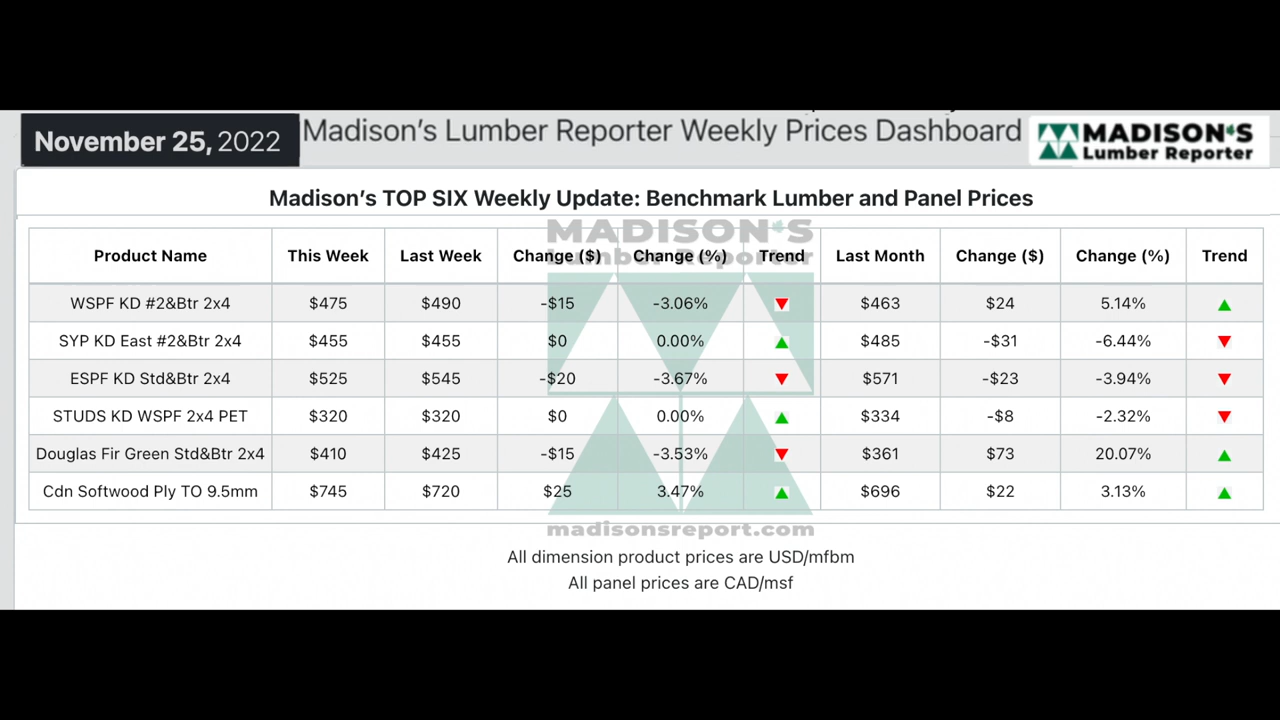 November 25, 2022
Madison's Lumber Reporter Weekly Prices Dashboard
MADISON'S
Lumber Reporter
Madison's TOP SIX Weekly Update: Benchmark Lumber and Panel Prices
MADISON'S
Lumber Reporter
Product Name This Week Last Week Change ($) Change (%) Trend Last Month Change ($) Change (%) Trend
WSPF KD #2&Btr 2x4 $475 $490 -$15 -3.06% $463 $24 5.14%
SYP KD East #2&Btr 2x4 $455 $455 $0 0.00% $485 -$31 -6.44%
ESPF KD Std&Btr 2x4 $525 $545 -$20 -3.67% $571 -$23 -3.94%
STUDS KD WSPF 2x4 PET $320 $320 $0 0.00% $334 -$8 -2.32%
Douglas Fir Green Std&Btr 2x4 $410 $425 -$15 -3.53% $361 $73 20.07%
Cdn Softwood Ply TO 9.5mm $745 $720 $25 3.47% $696 $22 3.13%
madisonsreport.com
All dimension product prices are USD/mfbm
All panel prices are CAD/msf